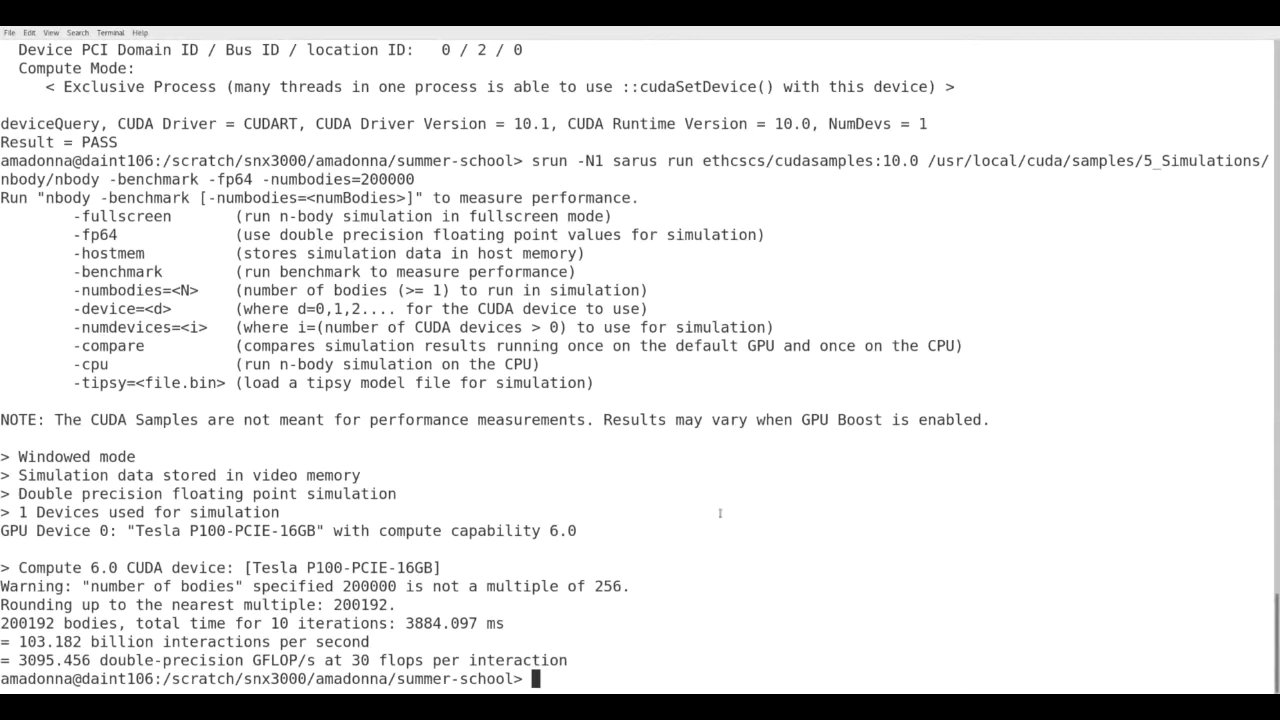 File Edit View Search Terminal Help
Device PCI Domain ID / Bus ID / location ID:   0 / 2 / 0
Compute Mode:
< Exclusive Process (many threads in one process is able to use ::cudaSetDevice() with this device) >
deviceQuery, CUDA Driver = CUDART, CUDA Driver Version = 10.1, CUDA Runtime Version = 10.0, NumDevs = 1
Result = PASS
amadonna@daint106:/scratch/snx3000/amadonna/summer-school> srun -N1 sarus run ethcscs/cudasamples:10.0 /usr/local/cuda/samples/5_Simulations/
nbody/nbody -benchmark -fp64 -numbodies=200000
Run "nbody -benchmark [-numbodies=<numBodies>]" to measure performance.
-fullscreen       (run n-body simulation in fullscreen mode)
-fp64             (use double precision floating point values for simulation)
-hostmem          (stores simulation data in host memory)
-benchmark        (run benchmark to measure performance)
-numbodies=<N>    (number of bodies (>= 1) to run in simulation)
-device=<d>       (where d=0,1,2.... for the CUDA device to use)
-numdevices=<i>   (where i=(number of CUDA devices > 0) to use for simulation)
-compare          (compares simulation results running once on the default GPU and once on the CPU)
-cpu              (run n-body simulation on the CPU)
-tipsy=<file.bin> (load a tipsy model file for simulation)
NOTE: The CUDA Samples are not meant for performance measurements. Results may vary when GPU Boost is enabled.
> Windowed mode
> Simulation data stored in video memory
> Double precision floating point simulation
> 1 Devices used for simulation
GPU Device 0: "Tesla P100-PCIE-16GB" with compute capability 6.0
> Compute 6.0 CUDA device: [Tesla P100-PCIE-16GB]
Warning: "number of bodies" specified 200000 is not a multiple of 256.
Rounding up to the nearest multiple: 200192.
200192 bodies, total time for 10 iterations: 3884.097 ms
= 103.182 billion interactions per second
= 3095.456 double-precision GFLOP/s at 30 flops per interaction
amadonna@daint106:/scratch/snx3000/amadonna/summer-school>